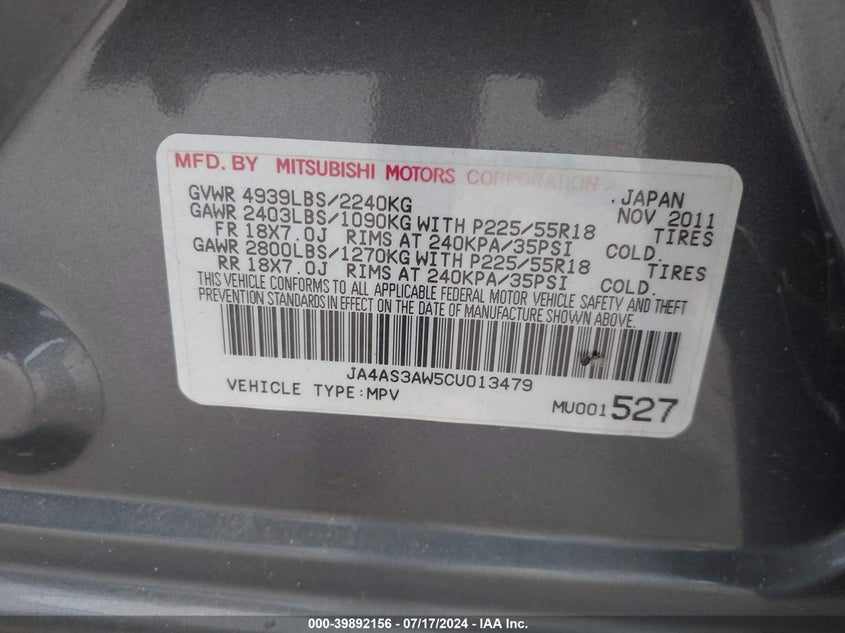 MFD. BY MITSUBISHI MOTORS CORPORATION .JAPAN
GVWR 4939LBS/2240KG NOV 2011
GAWR 2403LBS/1090KG WITH P225/55R18 TIRES
FR 18X7.0J RIMS AT 240KPA/35PSI COLD.
GAWR 2800LBS/1270KG WITH P225/55R18 TIRES
RR 18X7.0J RIMS AT 240KPA/35PSI COLD.
THIS VEHICLE CONFORMS TO ALL APPLICABLE FEDERAL MOTOR VEHICLE SAFETY AND THEFT
PREVENTION STANDARDS IN EFFECT ON THE DATE OF MANUFACTURE SHOWN ABOVE.
JA4AS3AW5CU013479
VEHICLE TYPE:MPV MU001527
000-39892156 - 07/17/2024 - IAA Inc.